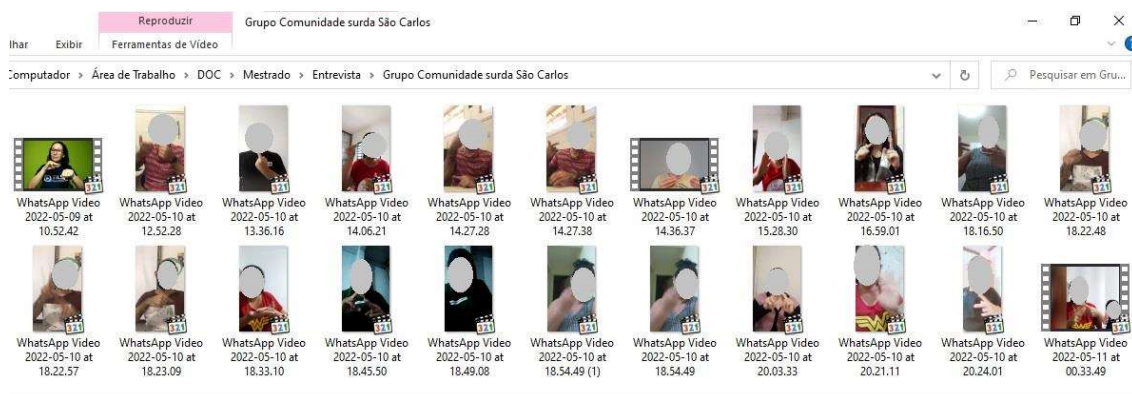 Reproduzir Grupo Comunidade surda São Carlos
lhar Exibir Ferramentas de Vídeo
Computador > Área de Trabalho > DOC > Mestrado > Entrevista > Grupo Comunidade surda São Carlos Pesquisar em Gru...
WhatsApp Video 2022-05-09 at 10.52.42
WhatsApp Video 2022-05-10 at 12.52.28
WhatsApp Video 2022-05-10 at 13.36.16
WhatsApp Video 2022-05-10 at 14.06.21
WhatsApp Video 2022-05-10 at 14.27.28
WhatsApp Video 2022-05-10 at 14.27.38
WhatsApp Video 2022-05-10 at 14.36.37
WhatsApp Video 2022-05-10 at 15.28.30
WhatsApp Video 2022-05-10 at 16.59.01
WhatsApp Video 2022-05-10 at 18.16.50
WhatsApp Video 2022-05-10 at 18.22.48
WhatsApp Video 2022-05-10 at 18.22.57
WhatsApp Video 2022-05-10 at 18.23.09
WhatsApp Video 2022-05-10 at 18.33.10
WhatsApp Video 2022-05-10 at 18.45.50
WhatsApp Video 2022-05-10 at 18.49.08
WhatsApp Video 2022-05-10 at 18.54.49 (1)
WhatsApp Video 2022-05-10 at 18.54.49
WhatsApp Video 2022-05-10 at 20.03.33
WhatsApp Video 2022-05-10 at 20.21.11
WhatsApp Video 2022-05-10 at 20.24.01
WhatsApp Video 2022-05-11 at 00.33.49